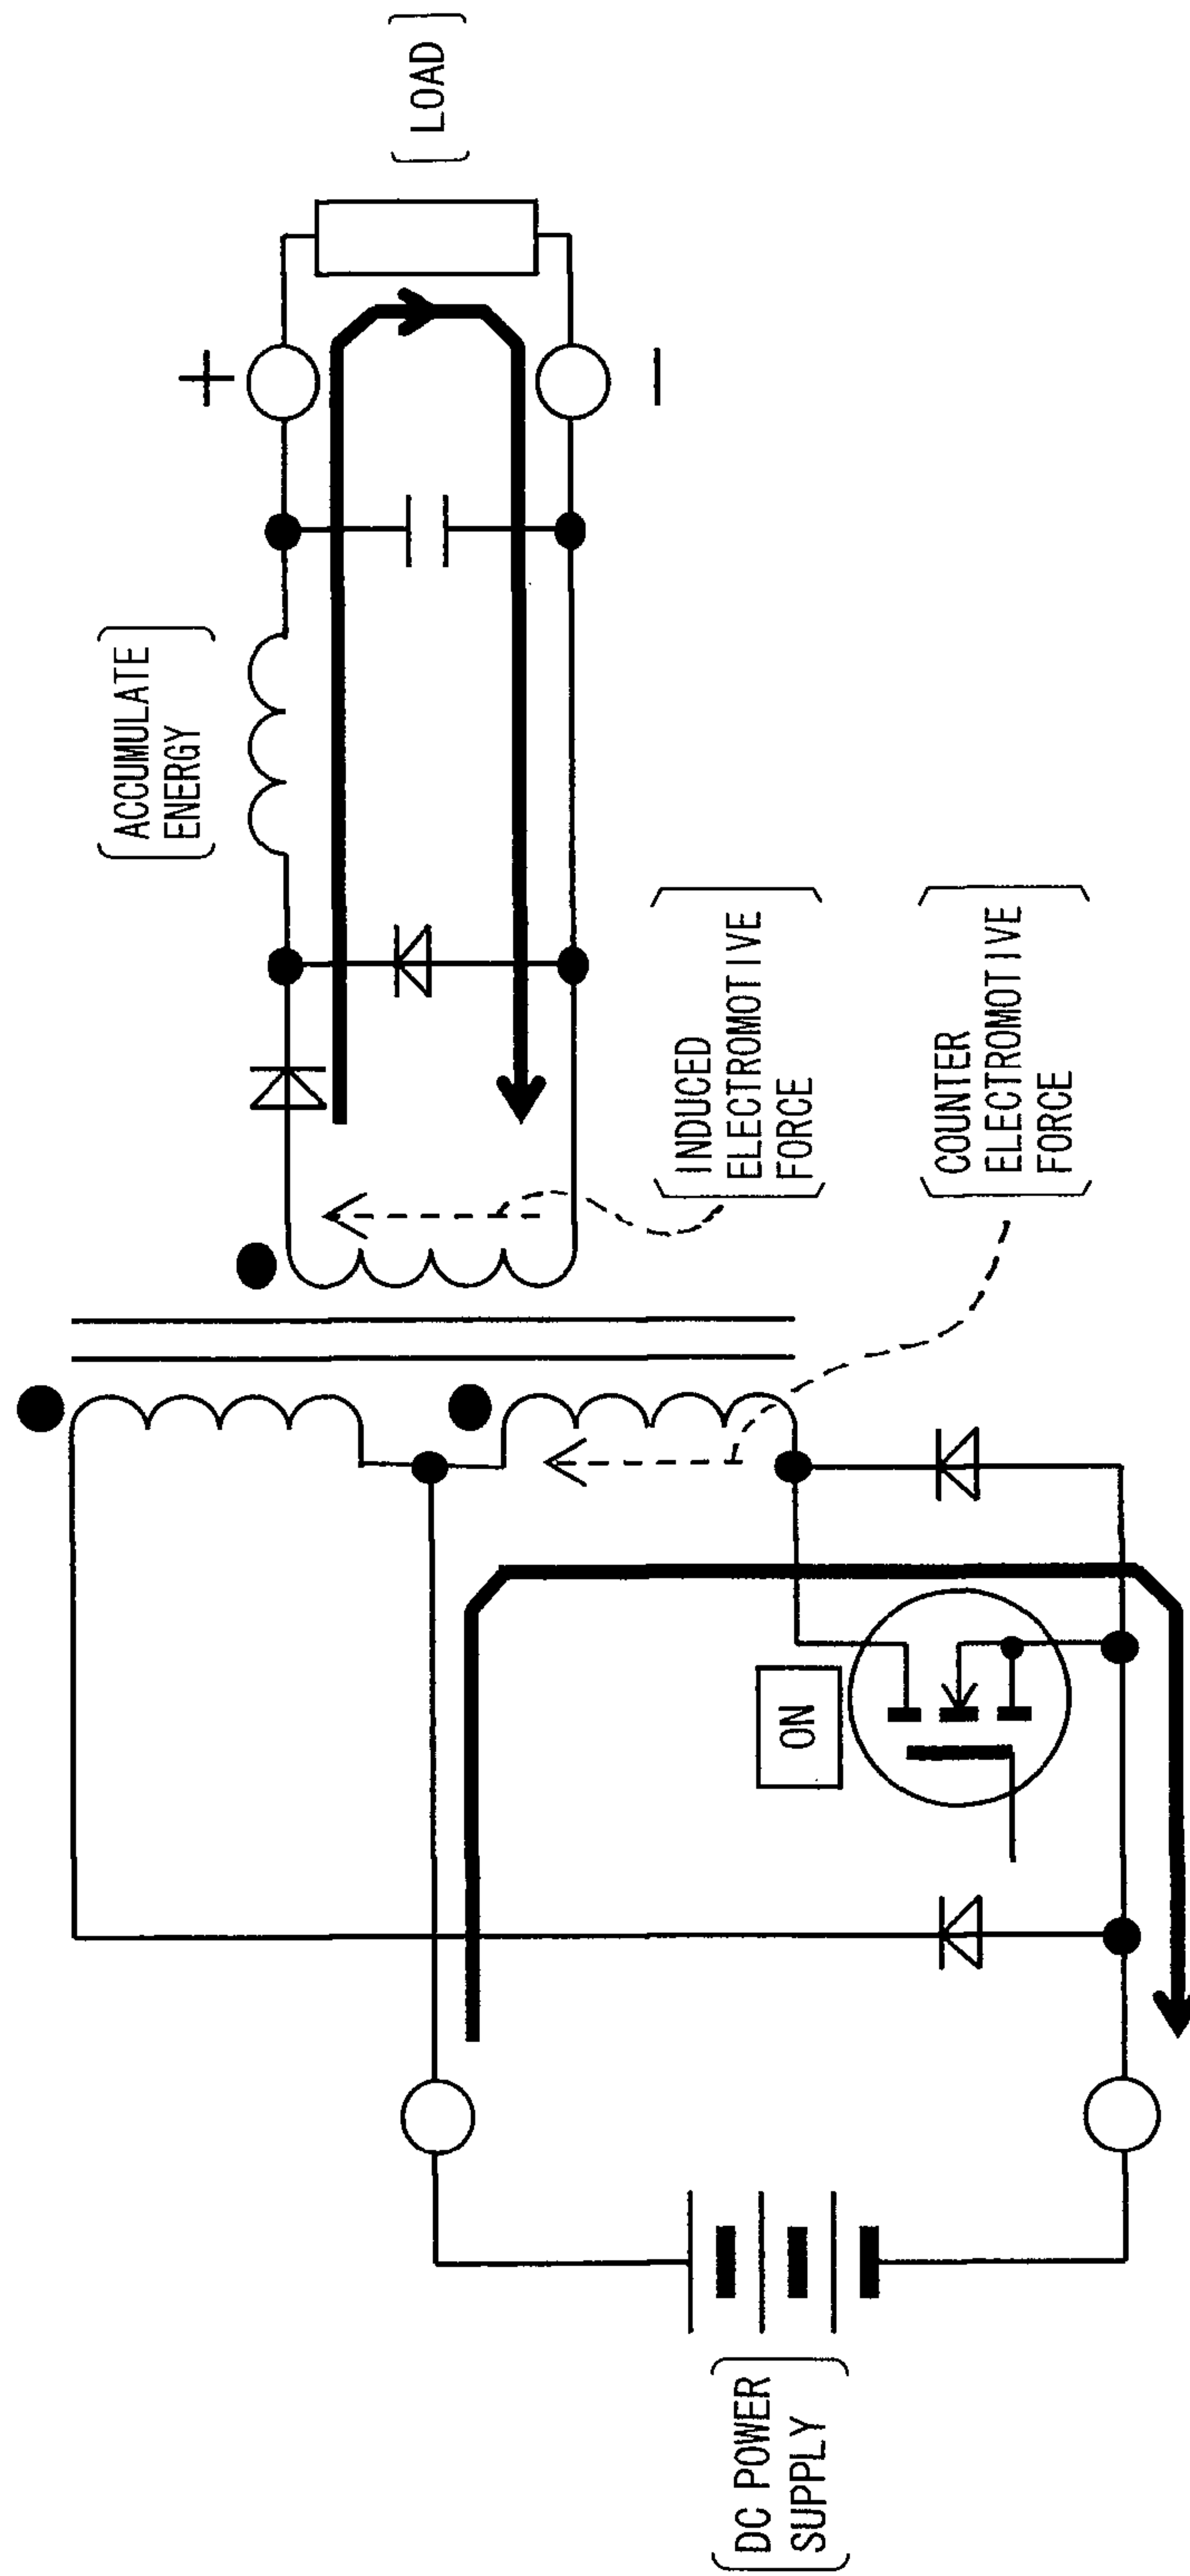 [DC POWER
SUPPLY]
ON
[COUNTER
ELECTROMOTIVE
FORCE]
[INDUCED
ELECTROMOTIVE
FORCE]
[ACCUMULATE
ENERGY]
+
−
[LOAD]